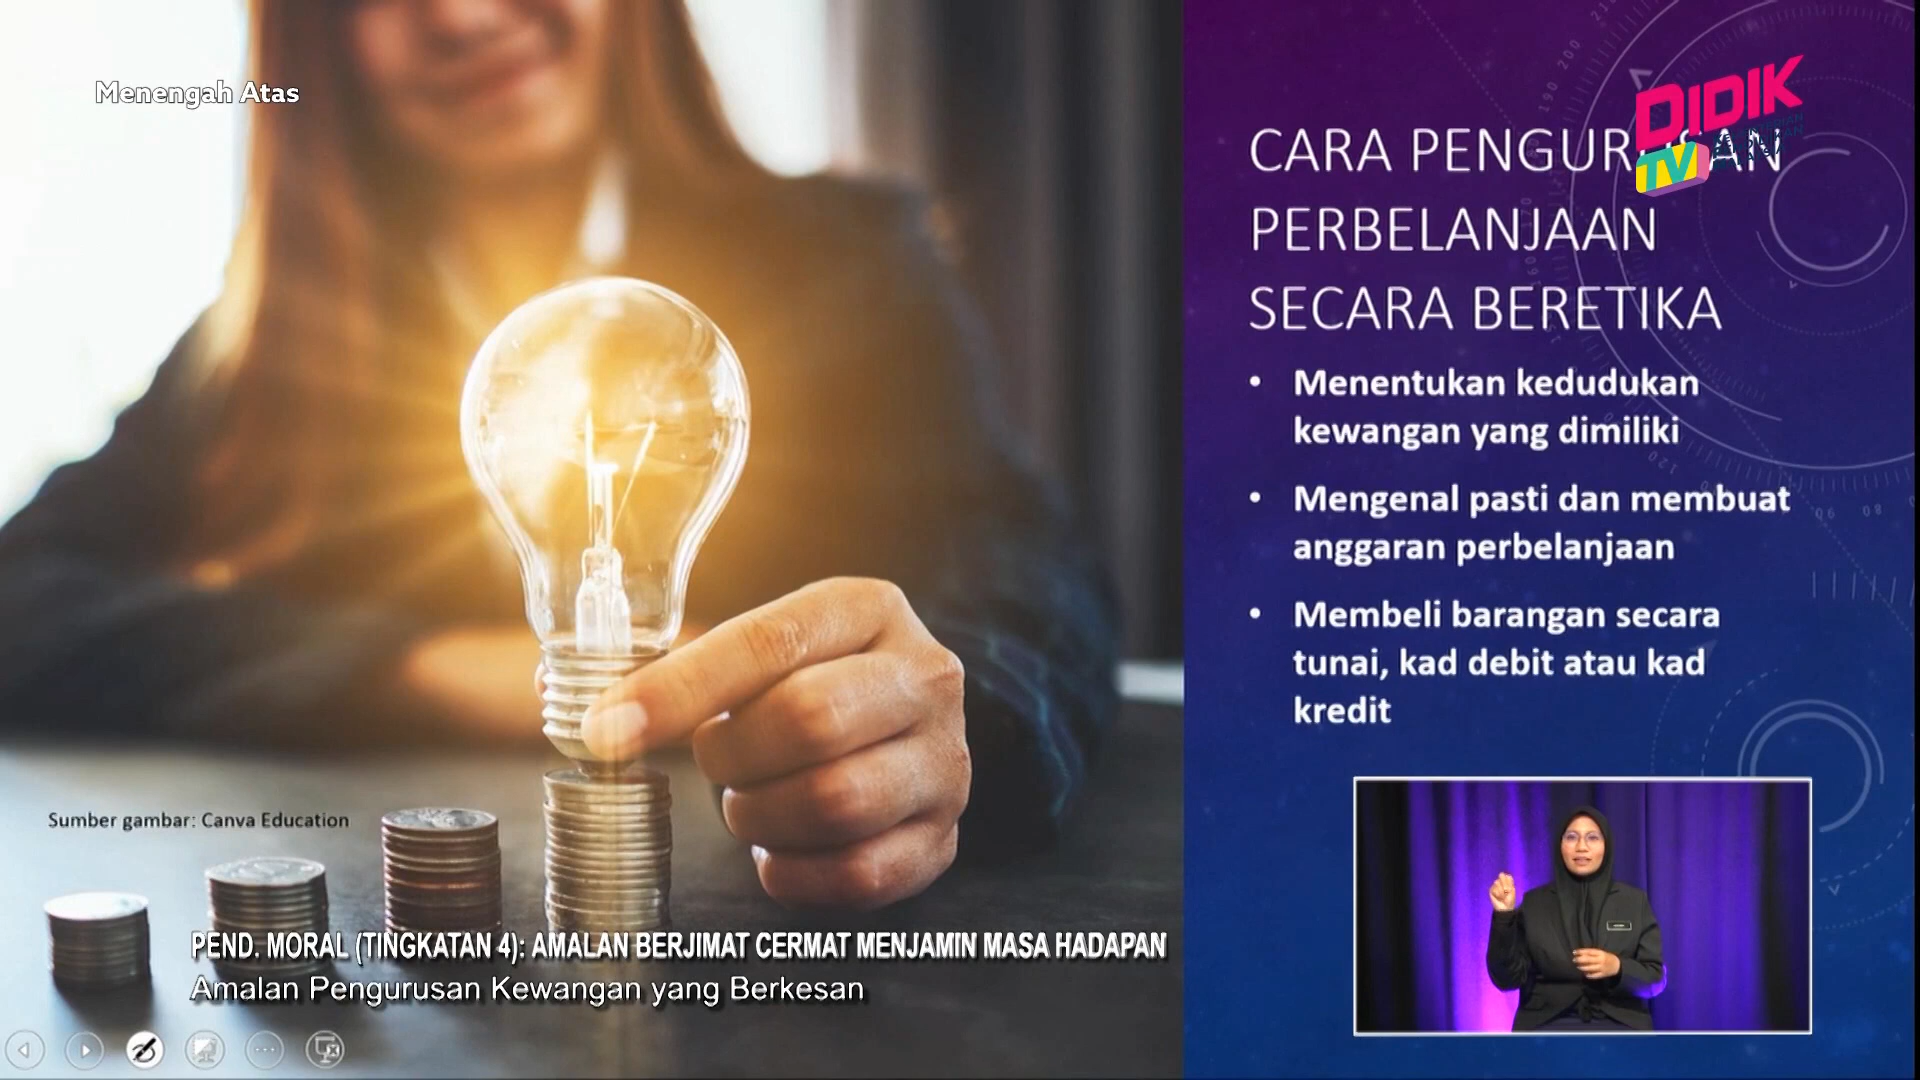 Menengah Atas
DIDIK
TV
CARA PENGURUSAN
PERBELANJAAN
SECARA BERETIKA
• Menentukan kedudukan
kewangan yang dimiliki
• Mengenal pasti dan membuat
anggaran perbelanjaan
• Membeli barangan secara
tunai, kad debit atau kad
kredit
Sumber gambar: Canva Education
PEND. MORAL (TINGKATAN 4): AMALAN BERJIMAT CERMAT MENJAMIN MASA HADAPAN
Amalan Pengurusan Kewangan yang Berkesan